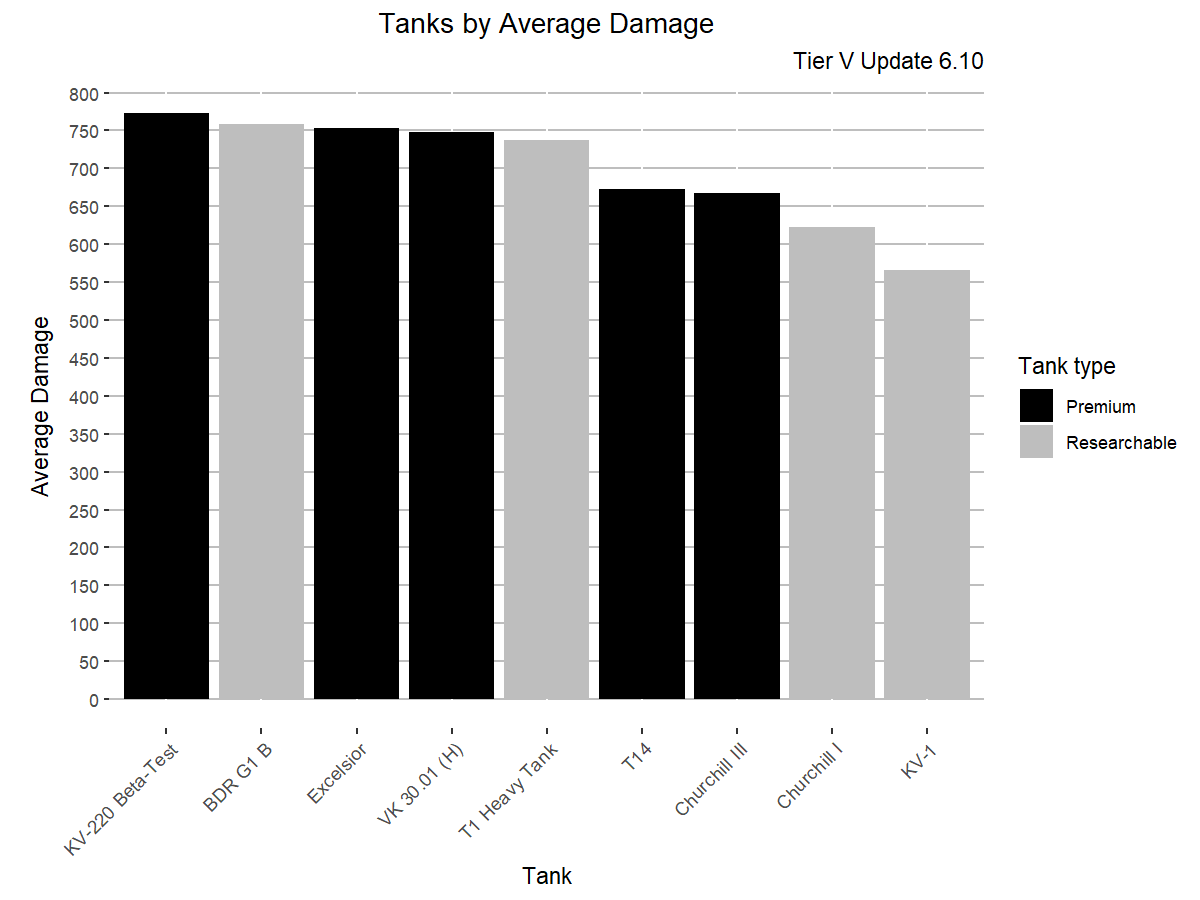 Tanks by Average Damage
Tier V Update 6.10
Average Damage
800
750
700
650
600
550
500
450
400
350
300
250
200
150
100
50
0
KV-220 Beta-Test
BDR G1 B
Excelsior
VK 30.01 (H)
T1 Heavy Tank
T14
Churchill III
Churchill I
KV-1
Tank
Tank type
Premium
Researchable